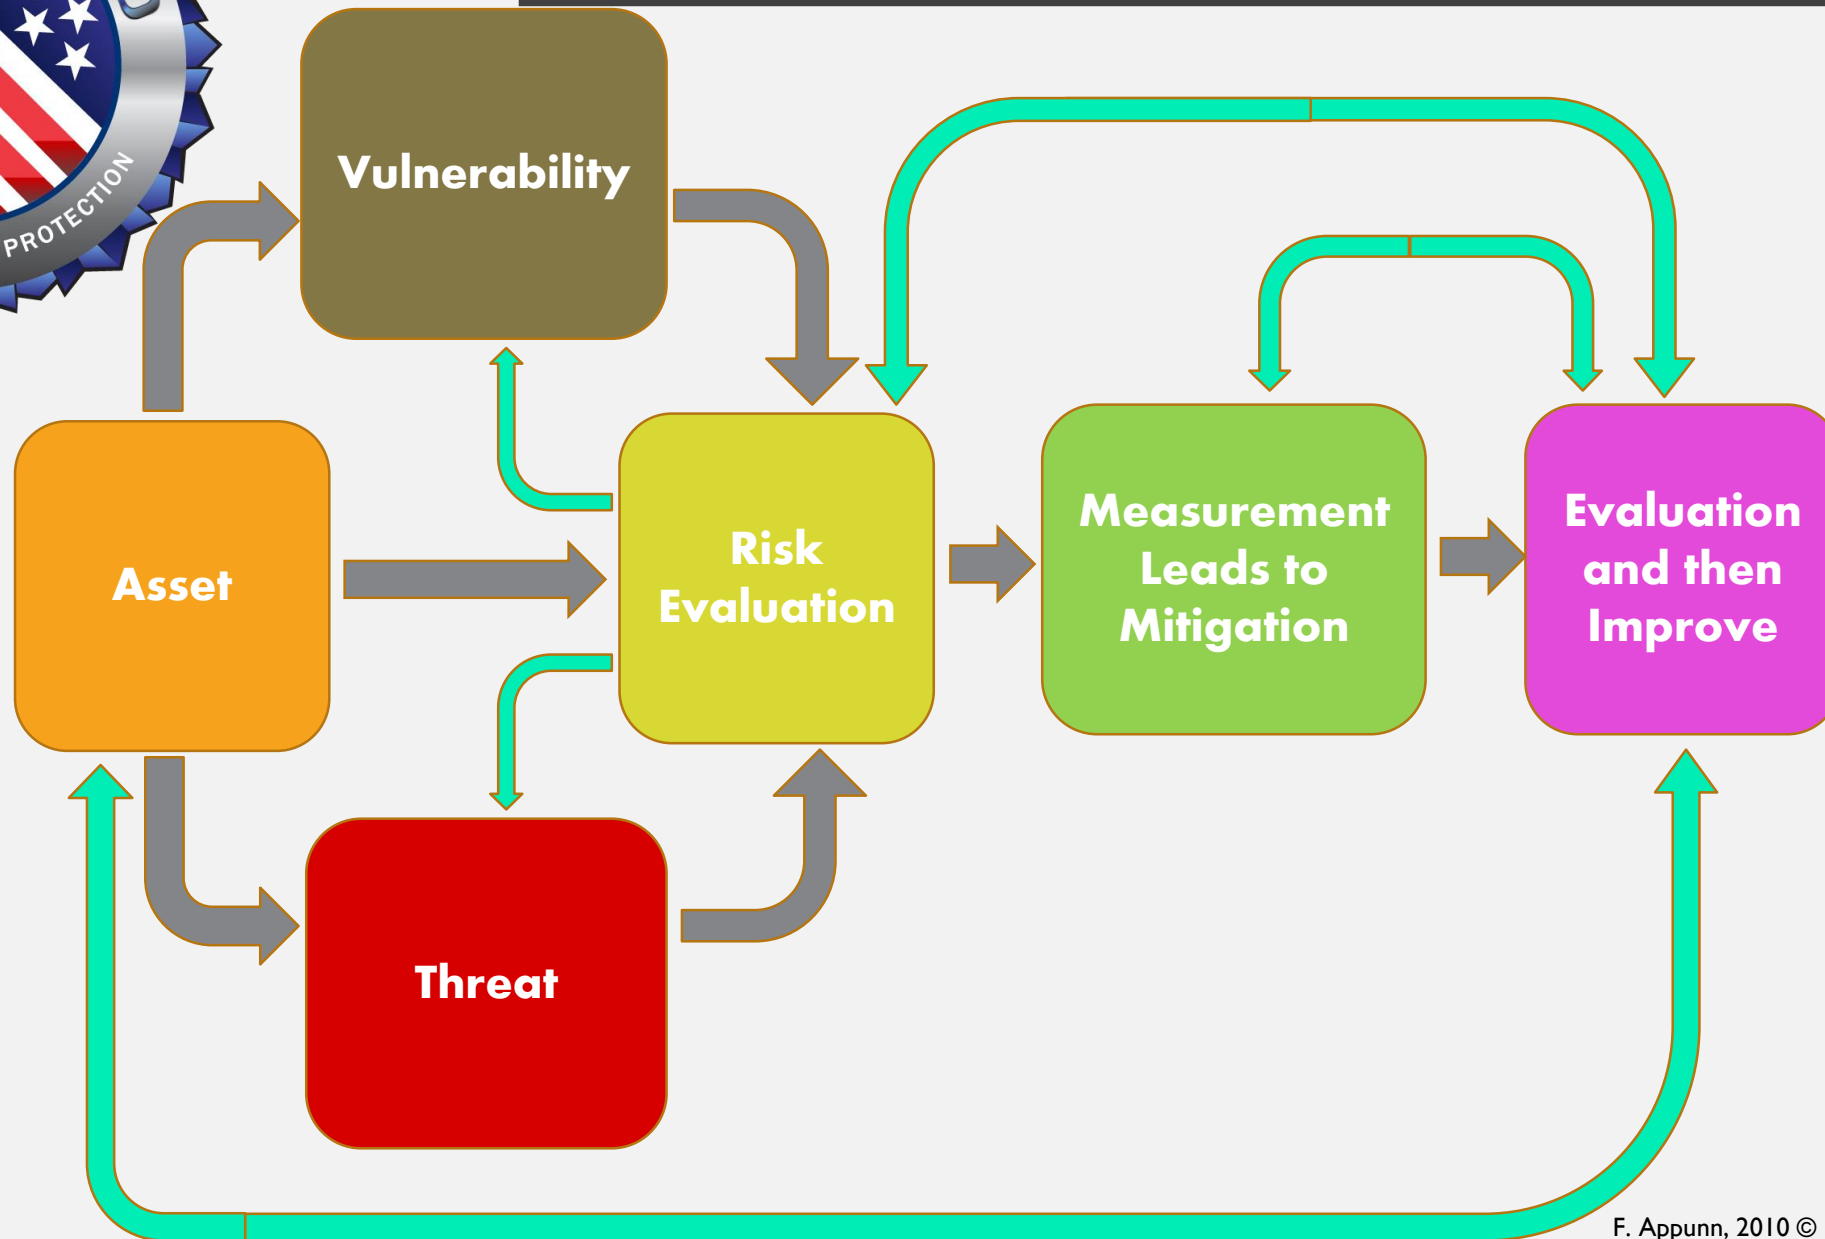 PROTECTION
Vulnerability
Asset
Risk
Evaluation
Measurement
Leads to
Mitigation
Evaluation
and then
Improve
Threat
F. Appunn, 2010 ©